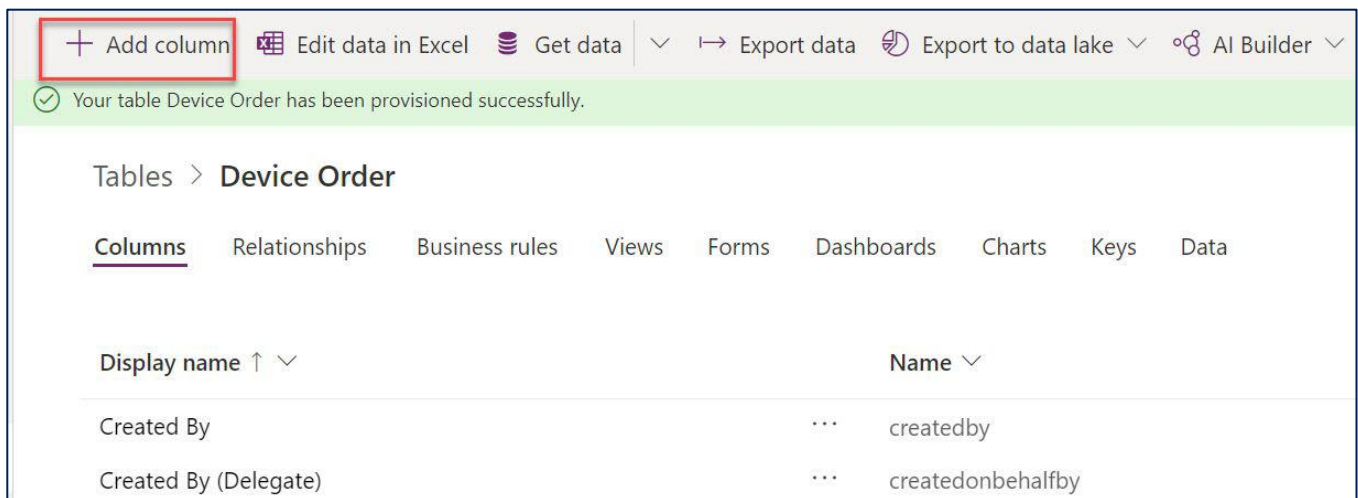 + Add column Edit data in Excel Get data Export data Export to data lake AI Builder
Your table Device Order has been provisioned successfully.
Tables > Device Order
Columns Relationships Business rules Views Forms Dashboards Charts Keys Data
Display name ↑ Name
Created By ... createdby
Created By (Delegate) ... createdonbehalfby